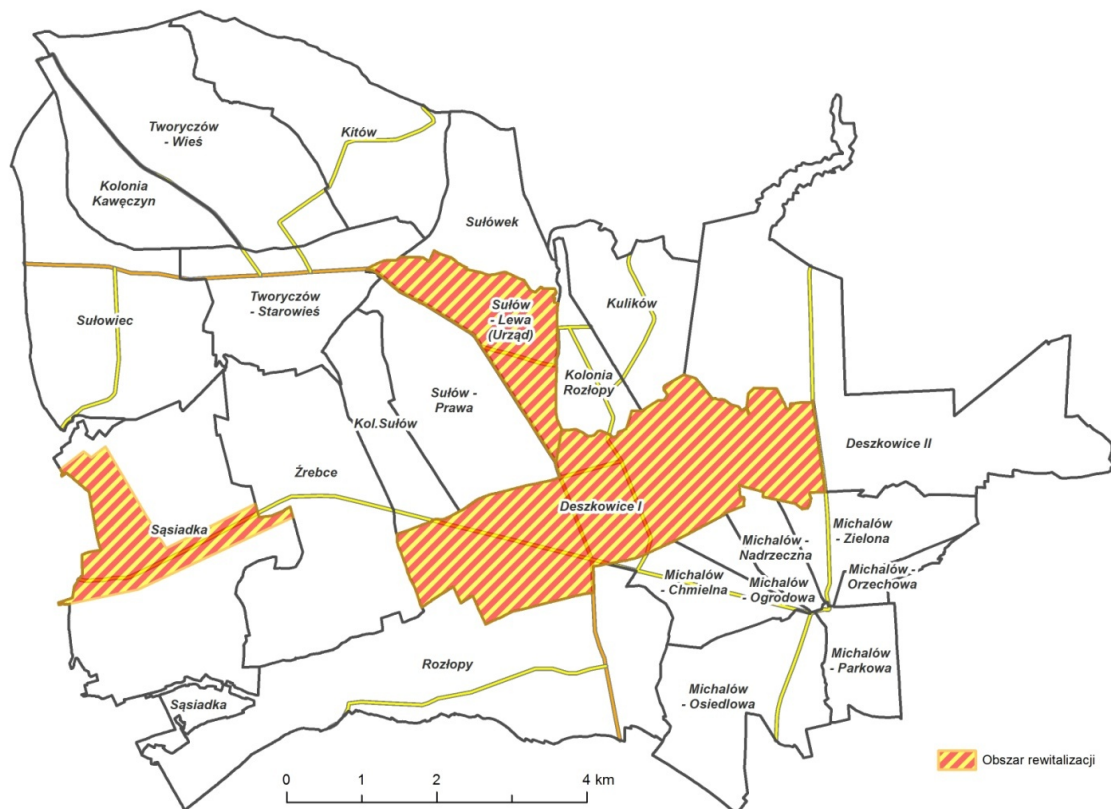 Tworyczów
- Wieś
Kitów
Kolonia
Kawęczyn
Sułówek
Sułowiec
Tworyczów
- Starowieś
Sułów
- Lewa
(Urząd)
Kulików
Kolonia
Rozłopy
Sułów -
Prawa
Kol.Sułów
Deszkowice II
Źrebce
Deszkowice I
Sąsiadka
Michalów
- Zielona
Michalów -
Nadrzeczna
Michalów -
Orzechowa
Michalów
- Chmielna
Michalów
- Ogrodowa
Michalów
- Parkowa
Rozłopy
Michalów
- Osiedlowa
Sąsiadka
Obszar rewitalizacji
0 1 2 4 km